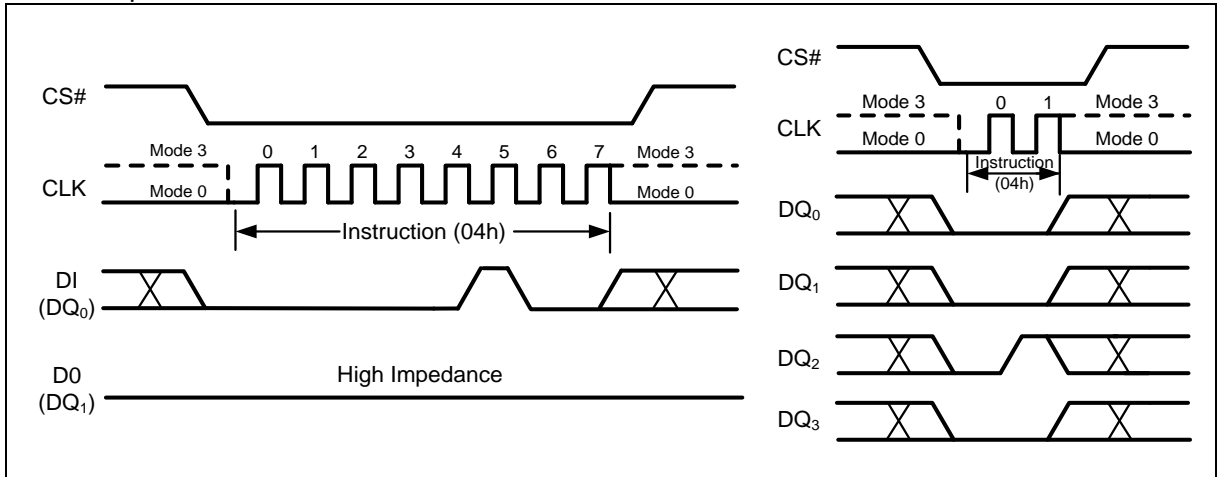 CS#
Mode 3 0 1 2 3 4 5 6 7 Mode 3
CLK
Mode 0 Mode 0
Instruction (04h)
DI
(DQ0)
D0
(DQ1)
High Impedance
CS#
Mode 3 0 1 Mode 3
CLK
Mode 0 Mode 0
Instruction
(04h)
DQ0
DQ1
DQ2
DQ3